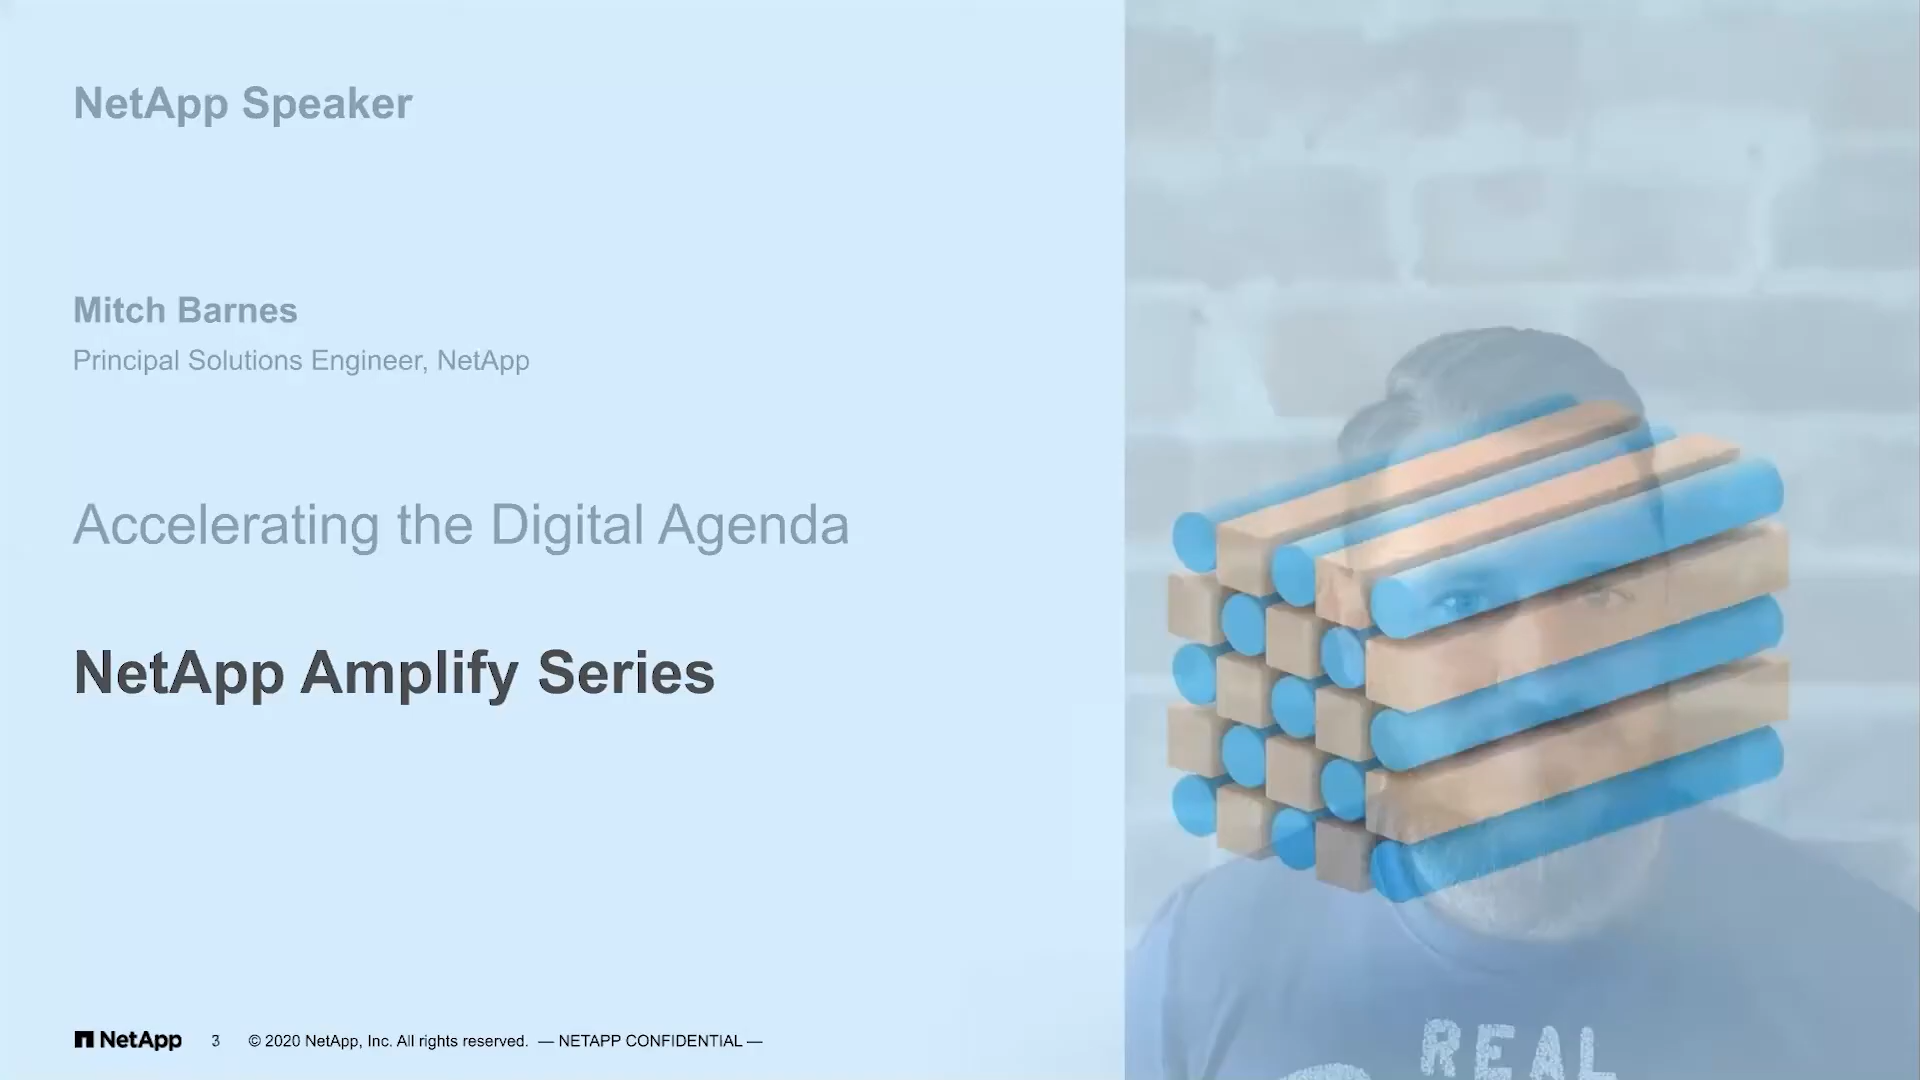 NetApp Speaker
Mitch Barnes
Principal Solutions Engineer, NetApp
Accelerating the Digital Agenda
NetApp Amplify Series
NetApp 3 © 2020 NetApp, Inc. All rights reserved. — NETAPP CONFIDENTIAL —
REAL